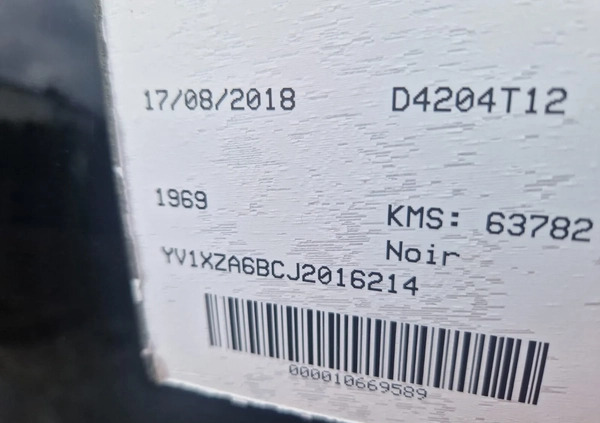 17/08/2018 D4204T12
1969 KMS: 63782
Noir
YV1XZA6BCJ2016214
000010669589